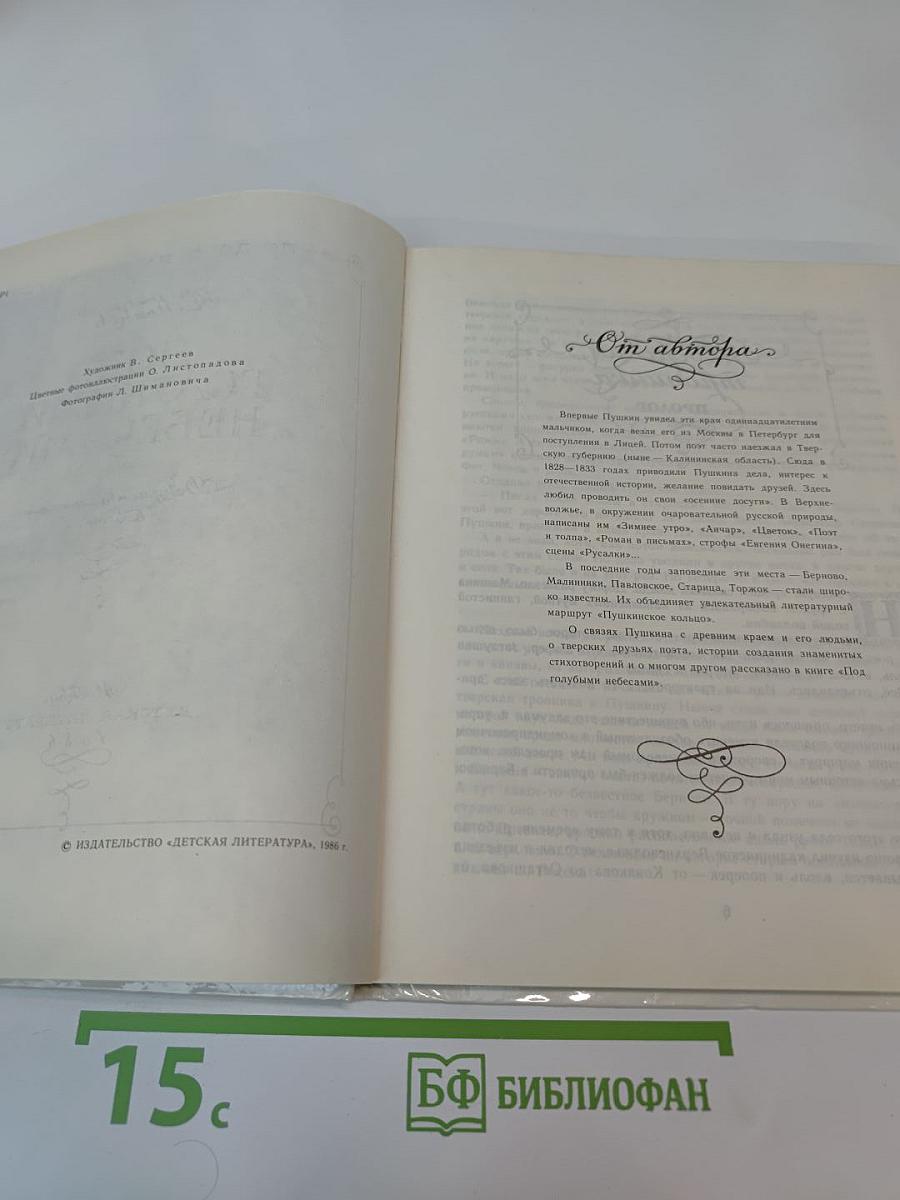 Художник В. Сергеев
Цветные фотоиллюстрации О. Листопадова
Фотографии Л. Шимановича
© ИЗДАТЕЛЬСТВО «ДЕТСКАЯ ЛИТЕРАТУРА», 1986 г.
От автора
Впервые Пушкин увидел эти края одиннадцатилетним
мальчиком, когда везли его из Москвы в Петербург для
поступления в Лицей. Потом поэт часто наезжал в Твер-
скую губернию (ныне — Калининская область). Сюда в
1828—1833 годах приводили Пушкина дела, интерес к
отечественной истории, желание повидать друзей. Здесь
любил проводить он свои «осенние досуги». В Верхне-
волжье, в окружении очаровательной русской природы,
написаны им «Зимнее утро», «Анчар», «Цветок», «Поэт
и толпа», «Роман в письмах», строфы «Евгения Онегина»,
сцены «Русалки»...
В последние годы заповедные эти места — Берново,
Малинники, Павловское, Старица, Торжок — стали широ-
ко известны. Их объединяет увлекательный литературный
маршрут «Пушкинское кольцо».
О связях Пушкина с древним краем и его людьми,
о тверских друзьях поэта, истории создания знаменитых
стихотворений и о многом другом рассказано в книге «Под
голубыми небесами».
15 с
БФ БИБЛИОФАН